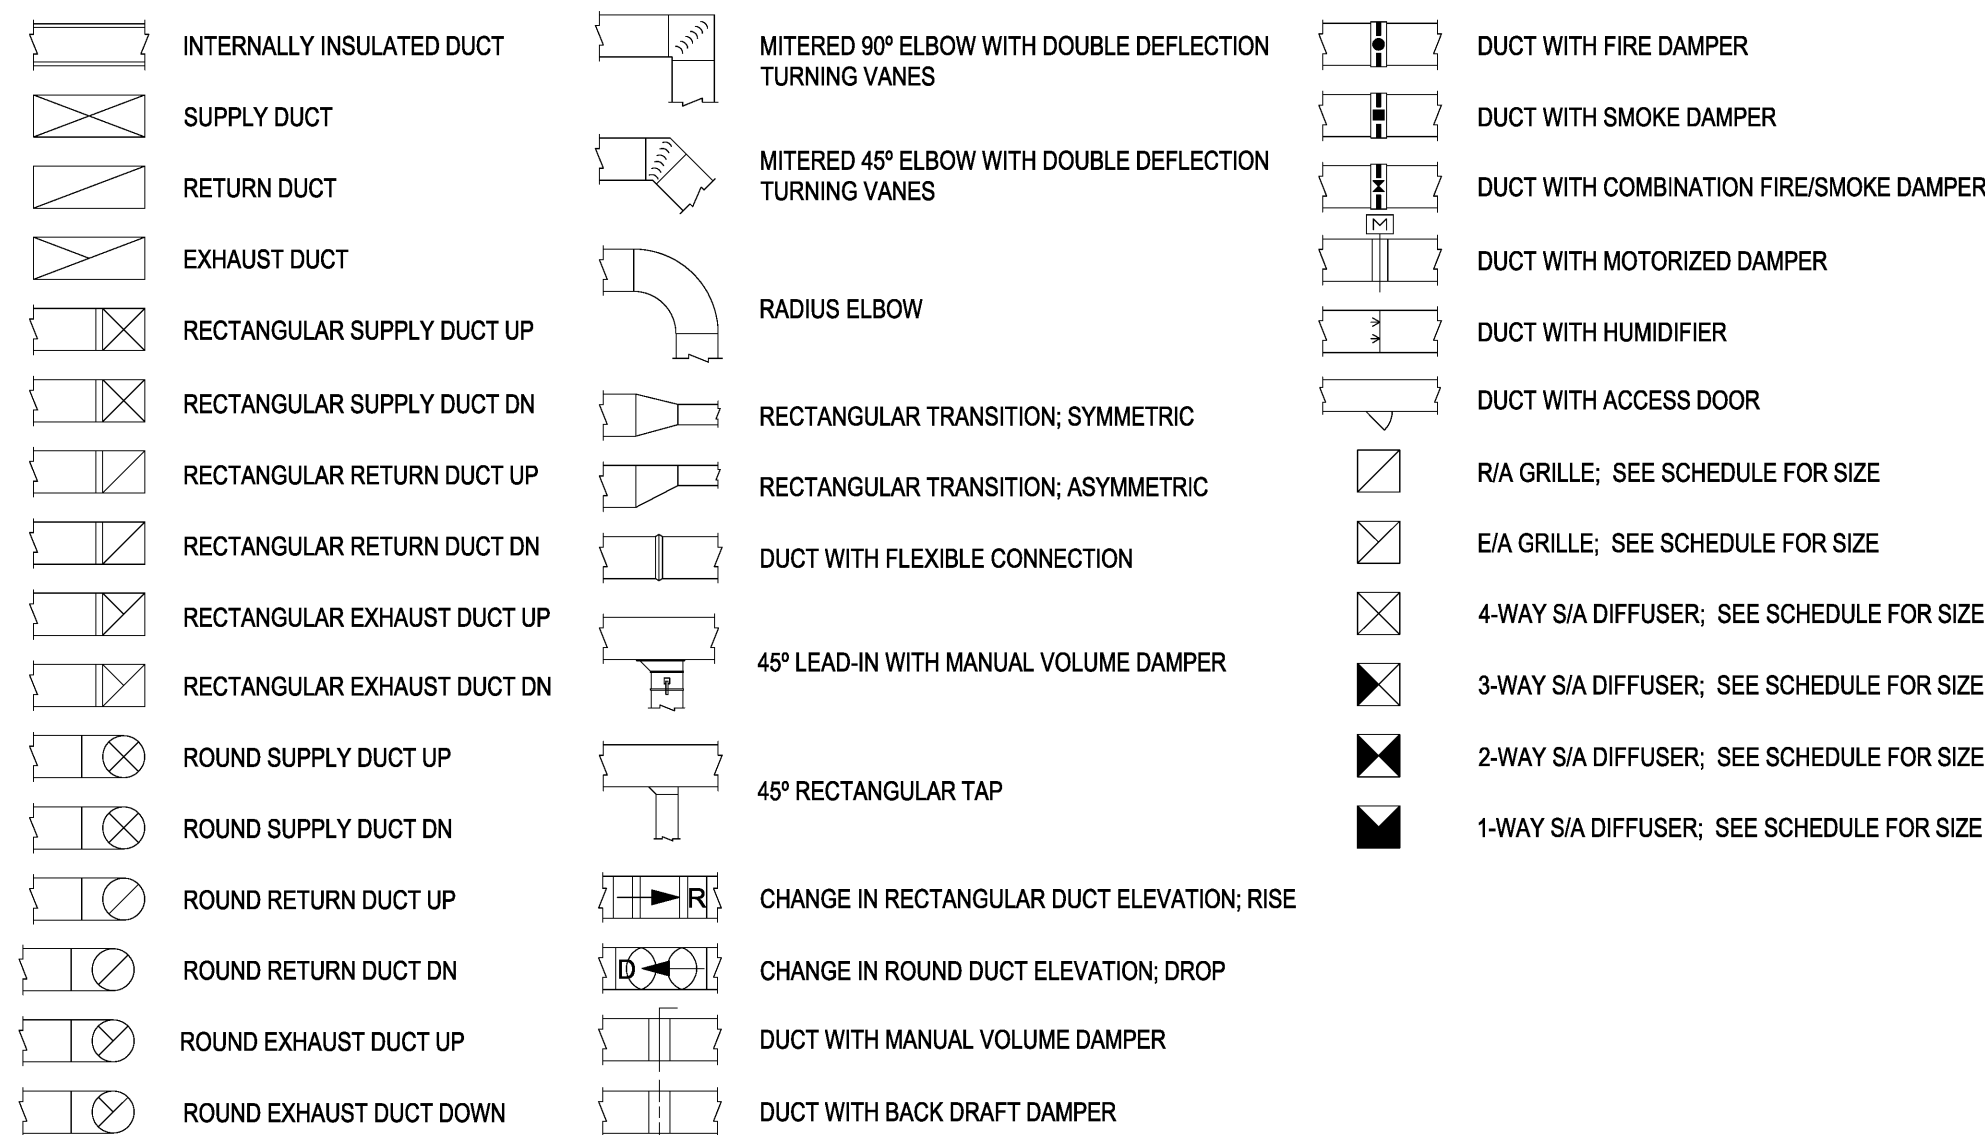 INTERNALLY INSULATED DUCT
SUPPLY DUCT
RETURN DUCT
EXHAUST DUCT
RECTANGULAR SUPPLY DUCT UP
RECTANGULAR SUPPLY DUCT DN
RECTANGULAR RETURN DUCT UP
RECTANGULAR RETURN DUCT DN
RECTANGULAR EXHAUST DUCT UP
RECTANGULAR EXHAUST DUCT DN
ROUND SUPPLY DUCT UP
ROUND SUPPLY DUCT DN
ROUND RETURN DUCT UP
ROUND RETURN DUCT DN
ROUND EXHAUST DUCT UP
ROUND EXHAUST DUCT DOWN
MITERED 90º ELBOW WITH DOUBLE DEFLECTION
TURNING VANES
MITERED 45º ELBOW WITH DOUBLE DEFLECTION
TURNING VANES
RADIUS ELBOW
RECTANGULAR TRANSITION; SYMMETRIC
RECTANGULAR TRANSITION; ASYMMETRIC
DUCT WITH FLEXIBLE CONNECTION
45º LEAD-IN WITH MANUAL VOLUME DAMPER
45º RECTANGULAR TAP
R
CHANGE IN RECTANGULAR DUCT ELEVATION; RISE
D
CHANGE IN ROUND DUCT ELEVATION; DROP
DUCT WITH MANUAL VOLUME DAMPER
DUCT WITH BACK DRAFT DAMPER
DUCT WITH FIRE DAMPER
DUCT WITH SMOKE DAMPER
DUCT WITH COMBINATION FIRE/SMOKE DAMPER
M
DUCT WITH MOTORIZED DAMPER
DUCT WITH HUMIDIFIER
DUCT WITH ACCESS DOOR
R/A GRILLE; SEE SCHEDULE FOR SIZE
E/A GRILLE; SEE SCHEDULE FOR SIZE
4-WAY S/A DIFFUSER; SEE SCHEDULE FOR SIZE
3-WAY S/A DIFFUSER; SEE SCHEDULE FOR SIZE
2-WAY S/A DIFFUSER; SEE SCHEDULE FOR SIZE
1-WAY S/A DIFFUSER; SEE SCHEDULE FOR SIZE